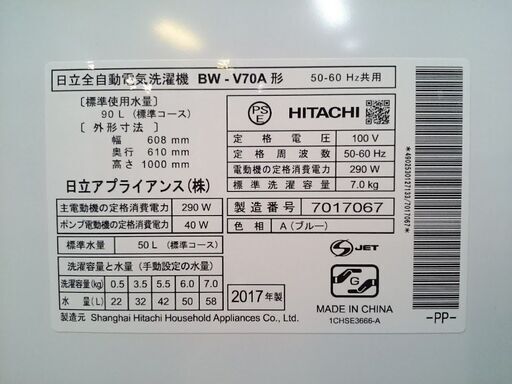 日立全自動電気洗濯機 BW-V70A形 50-60 Hz共用
〔標準使用水量〕
90 L (標準コース)
〔外形寸法〕
幅 608 mm
奥行 610 mm
高さ 1000 mm
日立アプライアンス(株)
主電動機の定格消費電力 290 W
ポンプ電動機の定格消費電力 40 W
標準水量 50 L (標準コース)
洗濯容量と水量 (手動設定の水量)
洗濯容量(kg) 0.5 3.5 5.5 6.0 7.0
水量(L) 22 32 42 50 58
製造元 Shanghai Hitachi Household Appliances Co., Ltd.
PS
E
HITACHI
定格電圧 100 V
定格周波数 50-60 Hz
電動機の定格消費電力 290 W
標準洗濯容量 7.0 kg
製造番号 7017067
色相 A (ブルー)
JET
G
2017年製
MADE IN CHINA
1CHSE3666-A
*4902530127133/7017067*
-PP-